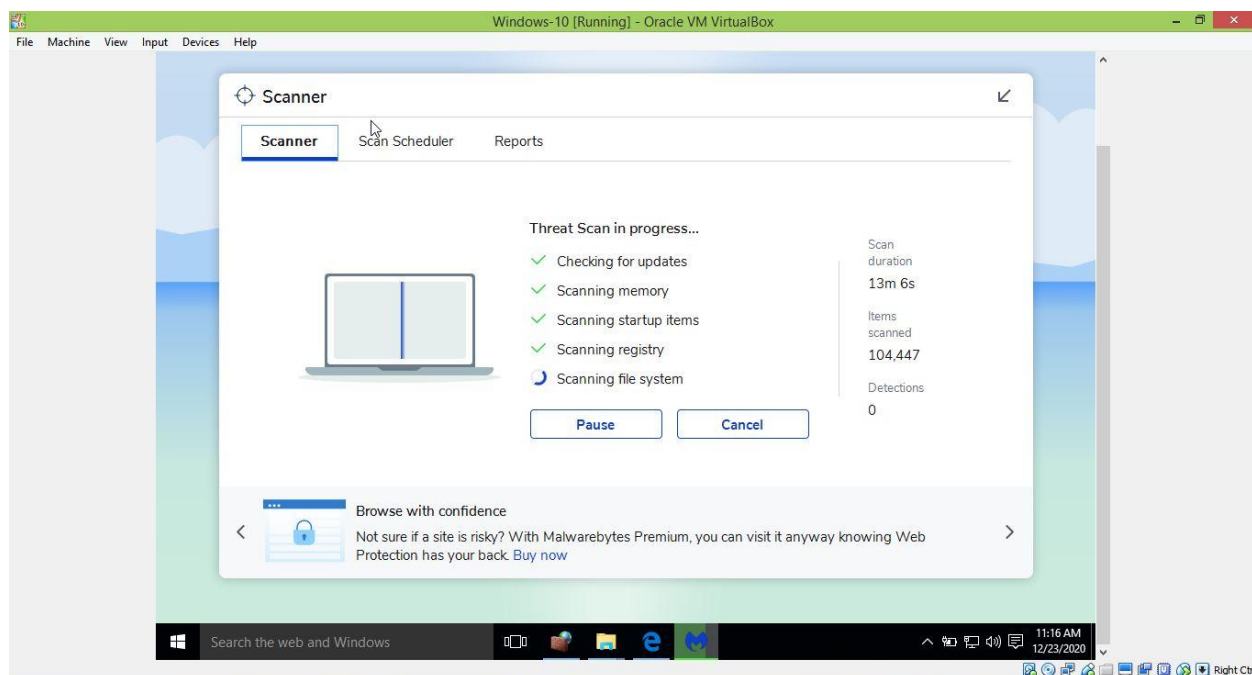 Windows-10 [Running] - Oracle VM VirtualBox
File Machine View Input Devices Help
Scanner
Scanner Scan Scheduler Reports
Threat Scan in progress...
Checking for updates
Scanning memory
Scanning startup items
Scanning registry
Scanning file system
Pause Cancel
Scan
duration
13m 6s
Items
scanned
104,447
Detections
0
Browse with confidence
Not sure if a site is risky? With Malwarebytes Premium, you can visit it anyway knowing Web
Protection has your back. Buy now
Search the web and Windows
11:16 AM
12/23/2020
Right Ctr